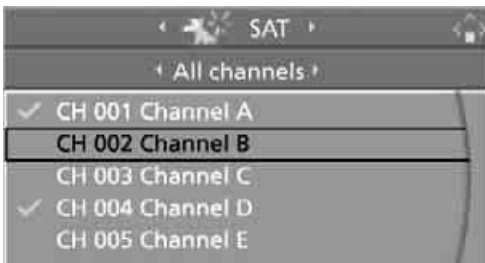 SAT
All channels
CH 001 Channel A
CH 002 Channel B
CH 003 Channel C
CH 004 Channel D
CH 005 Channel E